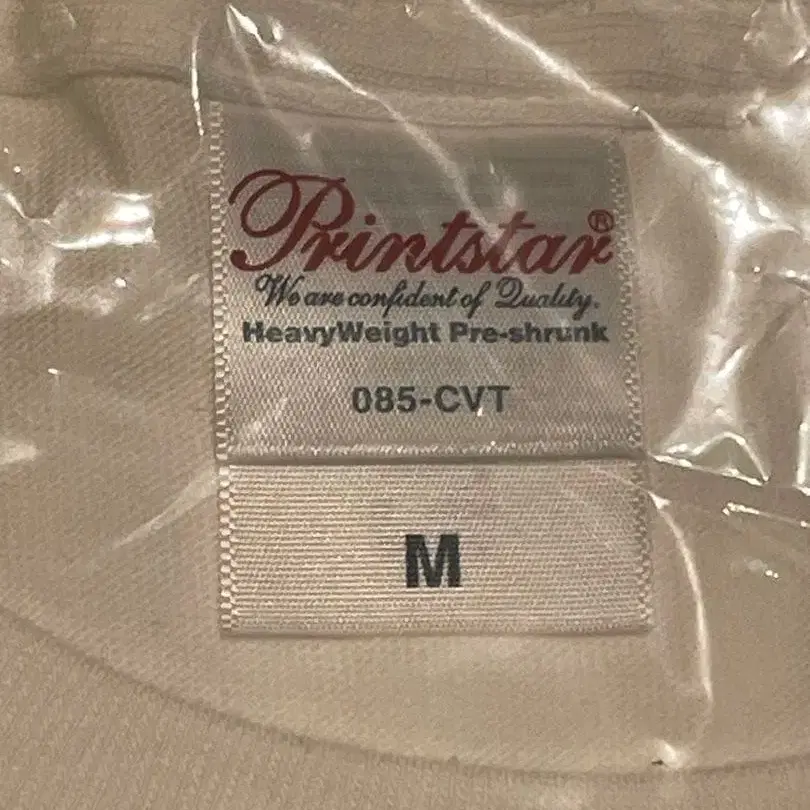 Printstar®
We are confident of Quality.
HeavyWeight Pre-shrunk
085-CVT
M